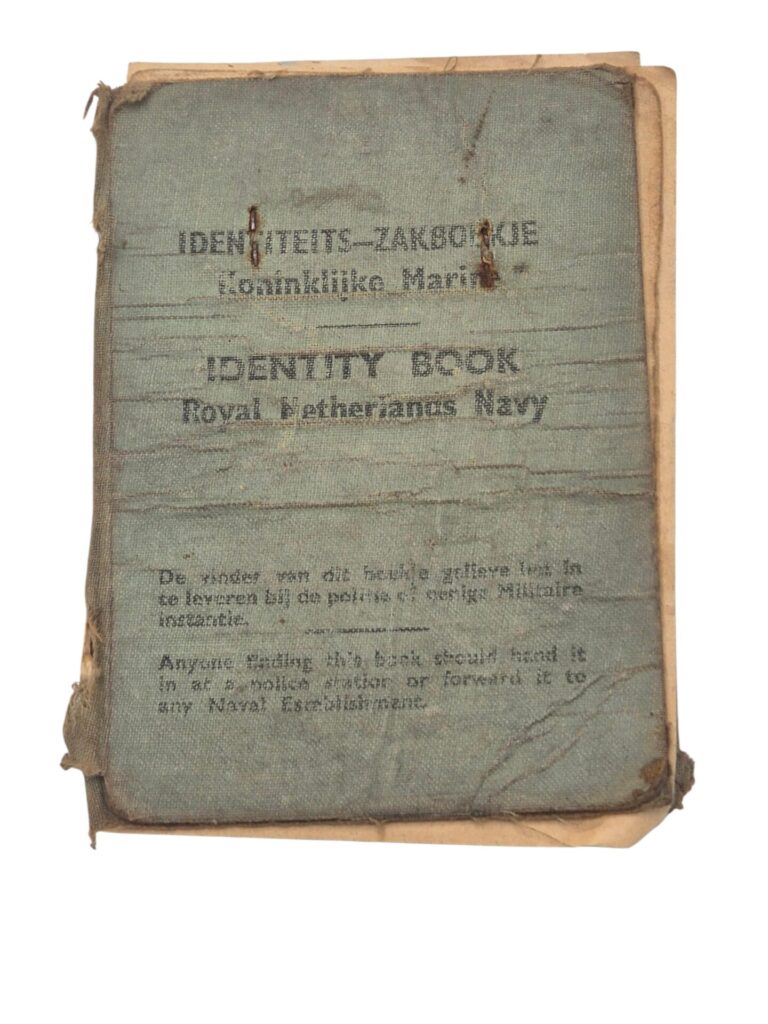 IDENTITEITS—ZAKBOEKJE
Koninklijke Marine
IDENTITY BOOK
Royal Netherlands Navy
De vinder van dit boekje gelieve het in
te leveren bij de politie of eenige Militaire
instantie.
Anyone finding this book should hand it
in at a police station or forward it to
any Naval Establishment.